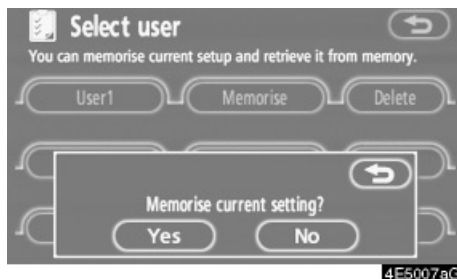 Select user
You can memorise current setup and retrieve it from memory.
User1 Memorise Delete
Memorise current setting?
Yes No
4E5007aG